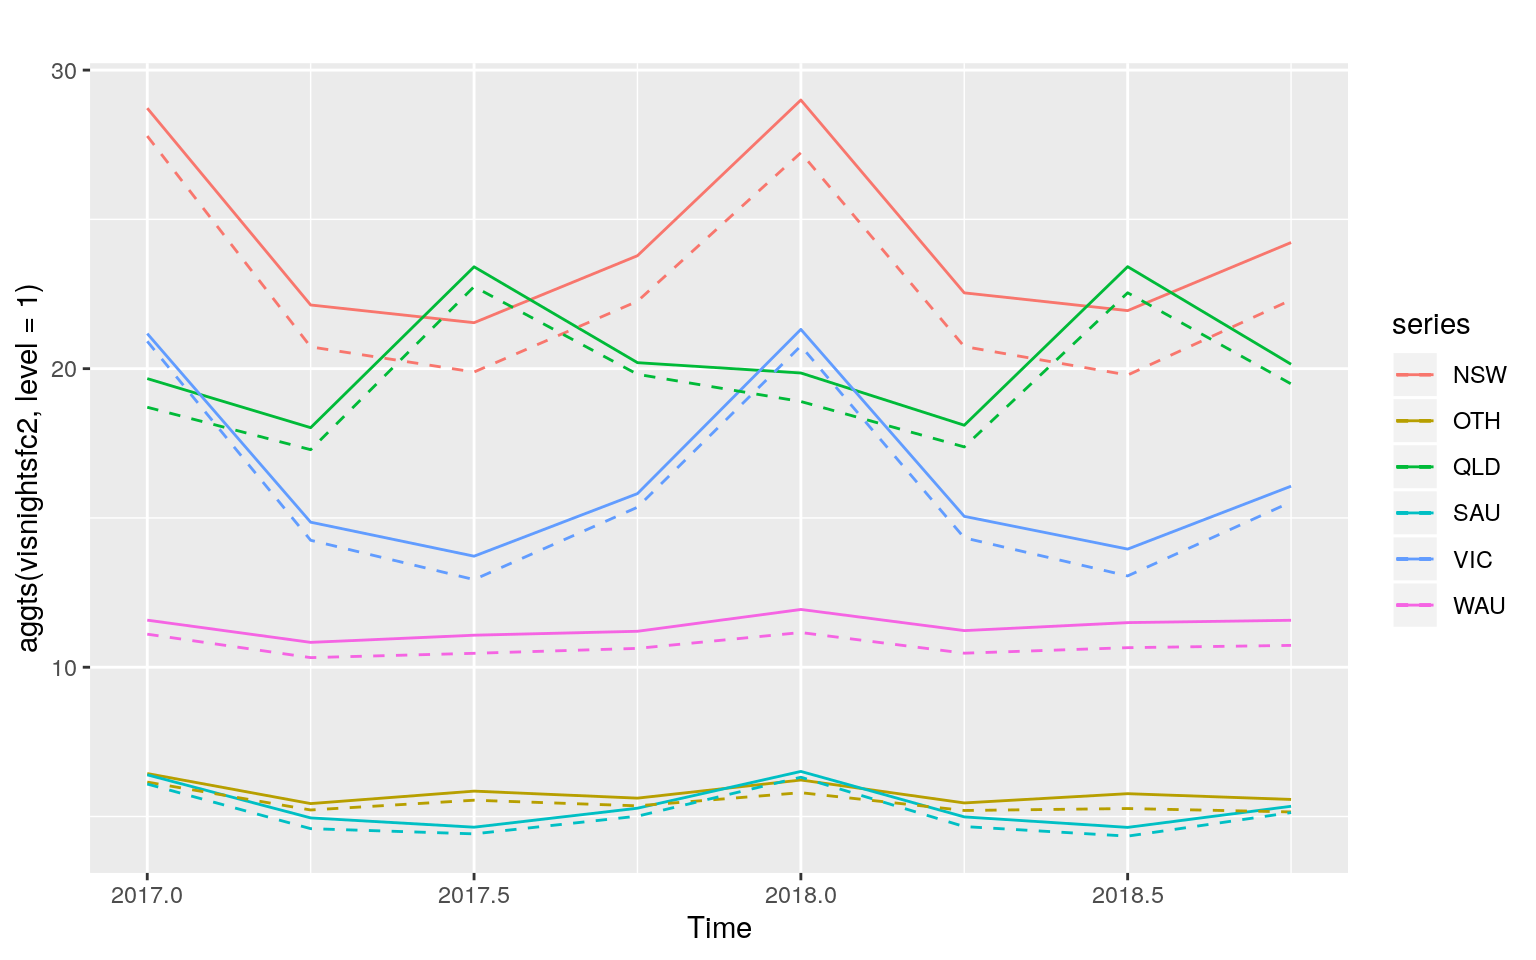 30
20
10
aggts(visnightsfc2, level = 1)
2017.0
2017.5
2018.0
2018.5
Time
series
NSW
OTH
QLD
SAU
VIC
WAU